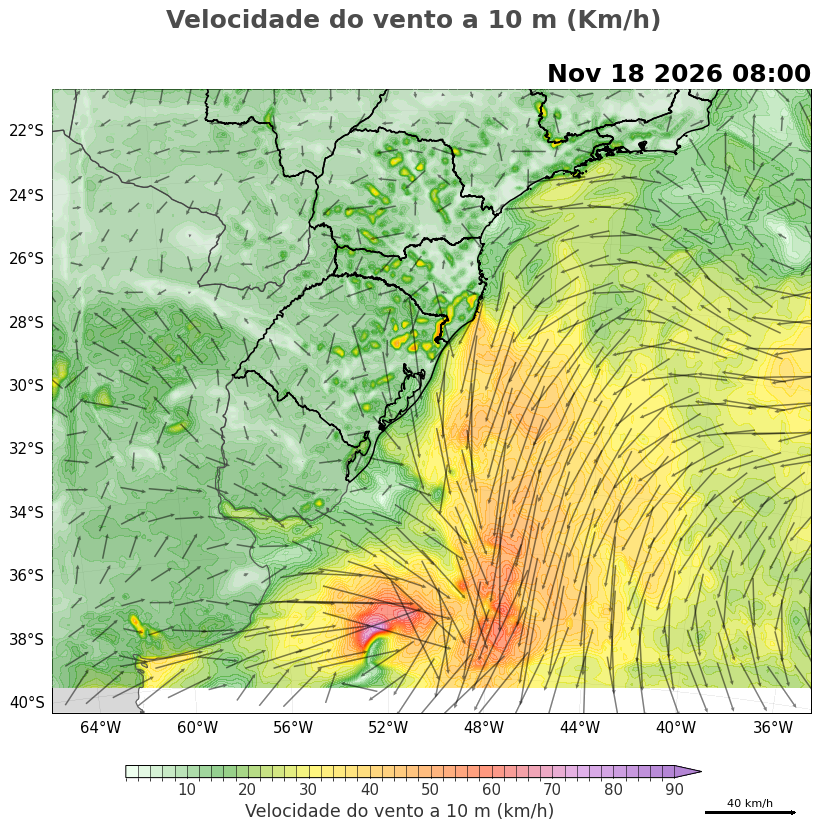 Velocidade do vento a 10 m (Km/h)
Nov 18 2026 08:00
22°S
24°S
26°S
28°S
30°S
32°S
34°S
36°S
38°S
40°S
64°W 60°W 56°W 52°W 48°W 44°W 40°W 36°W
10 20 30 40 50 60 70 80 90
Velocidade do vento a 10 m (km/h)
40 km/h